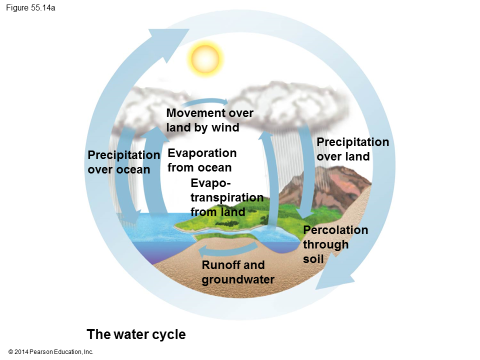 Figure 55.14a
Movement over
land by wind
Precipitation
over ocean
Evaporation
from ocean
Precipitation
over land
Evapo-
transpiration
from land
Percolation
through
soil
Runoff and
groundwater
The water cycle
© 2014 Pearson Education, Inc.